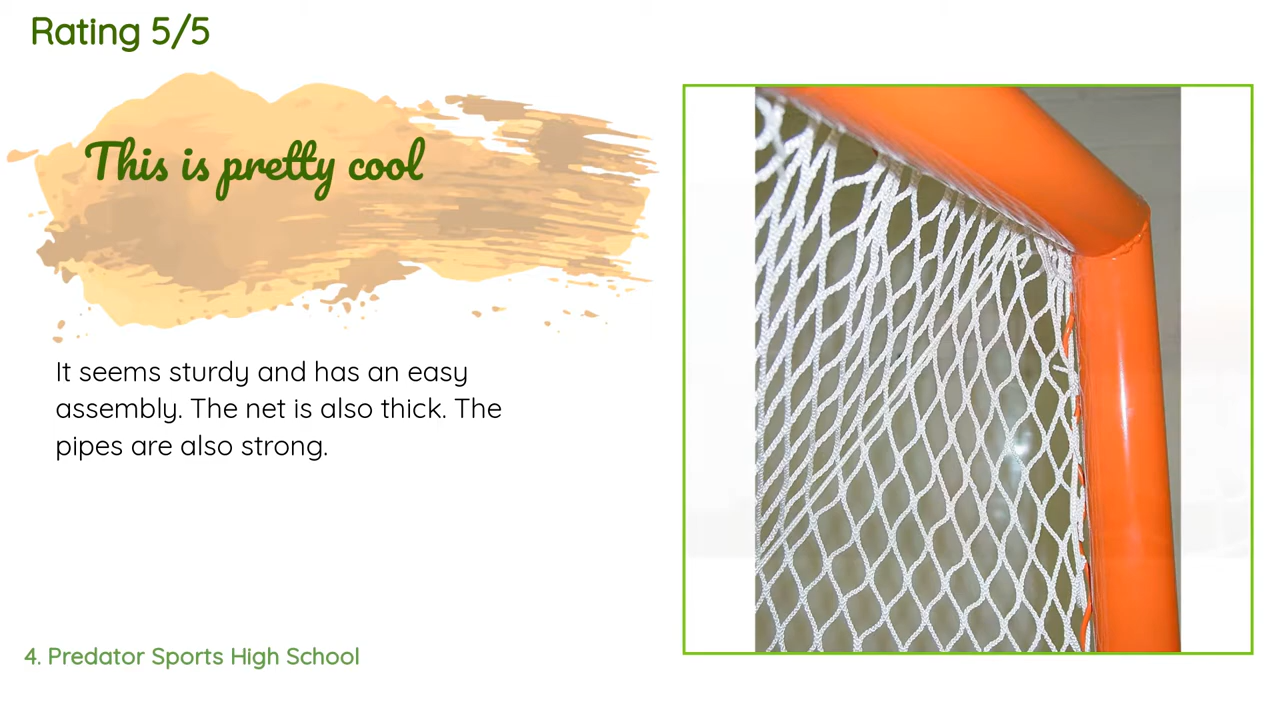 Rating 5/5
This is pretty cool
It seems sturdy and has an easy
assembly. The net is also thick. The
pipes are also strong.
4. Predator Sports High School